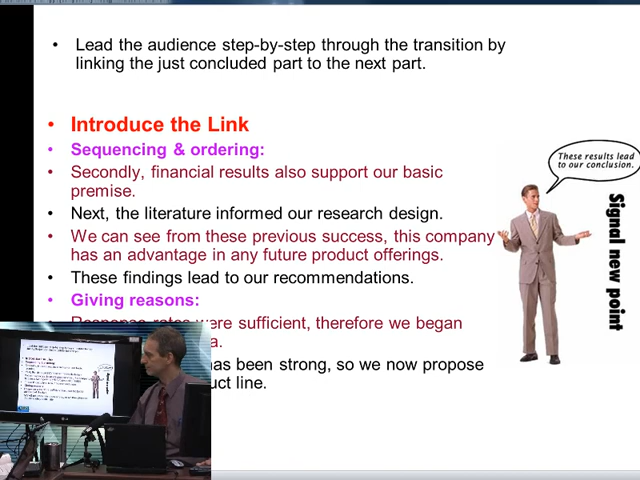 • Lead the audience step-by-step through the transition by
linking the just concluded part to the next part.
• Introduce the Link
• Sequencing & ordering:
• Secondly, financial results also support our basic
premise.
• Next, the literature informed our research design.
• We can see from these previous success, this company
has an advantage in any future product offerings.
• These findings lead to our recommendations.
• Giving reasons:
Response rates were sufficient, therefore we began
has been strong, so we now propose
line.
These results lead
to our conclusion.
Signal new point